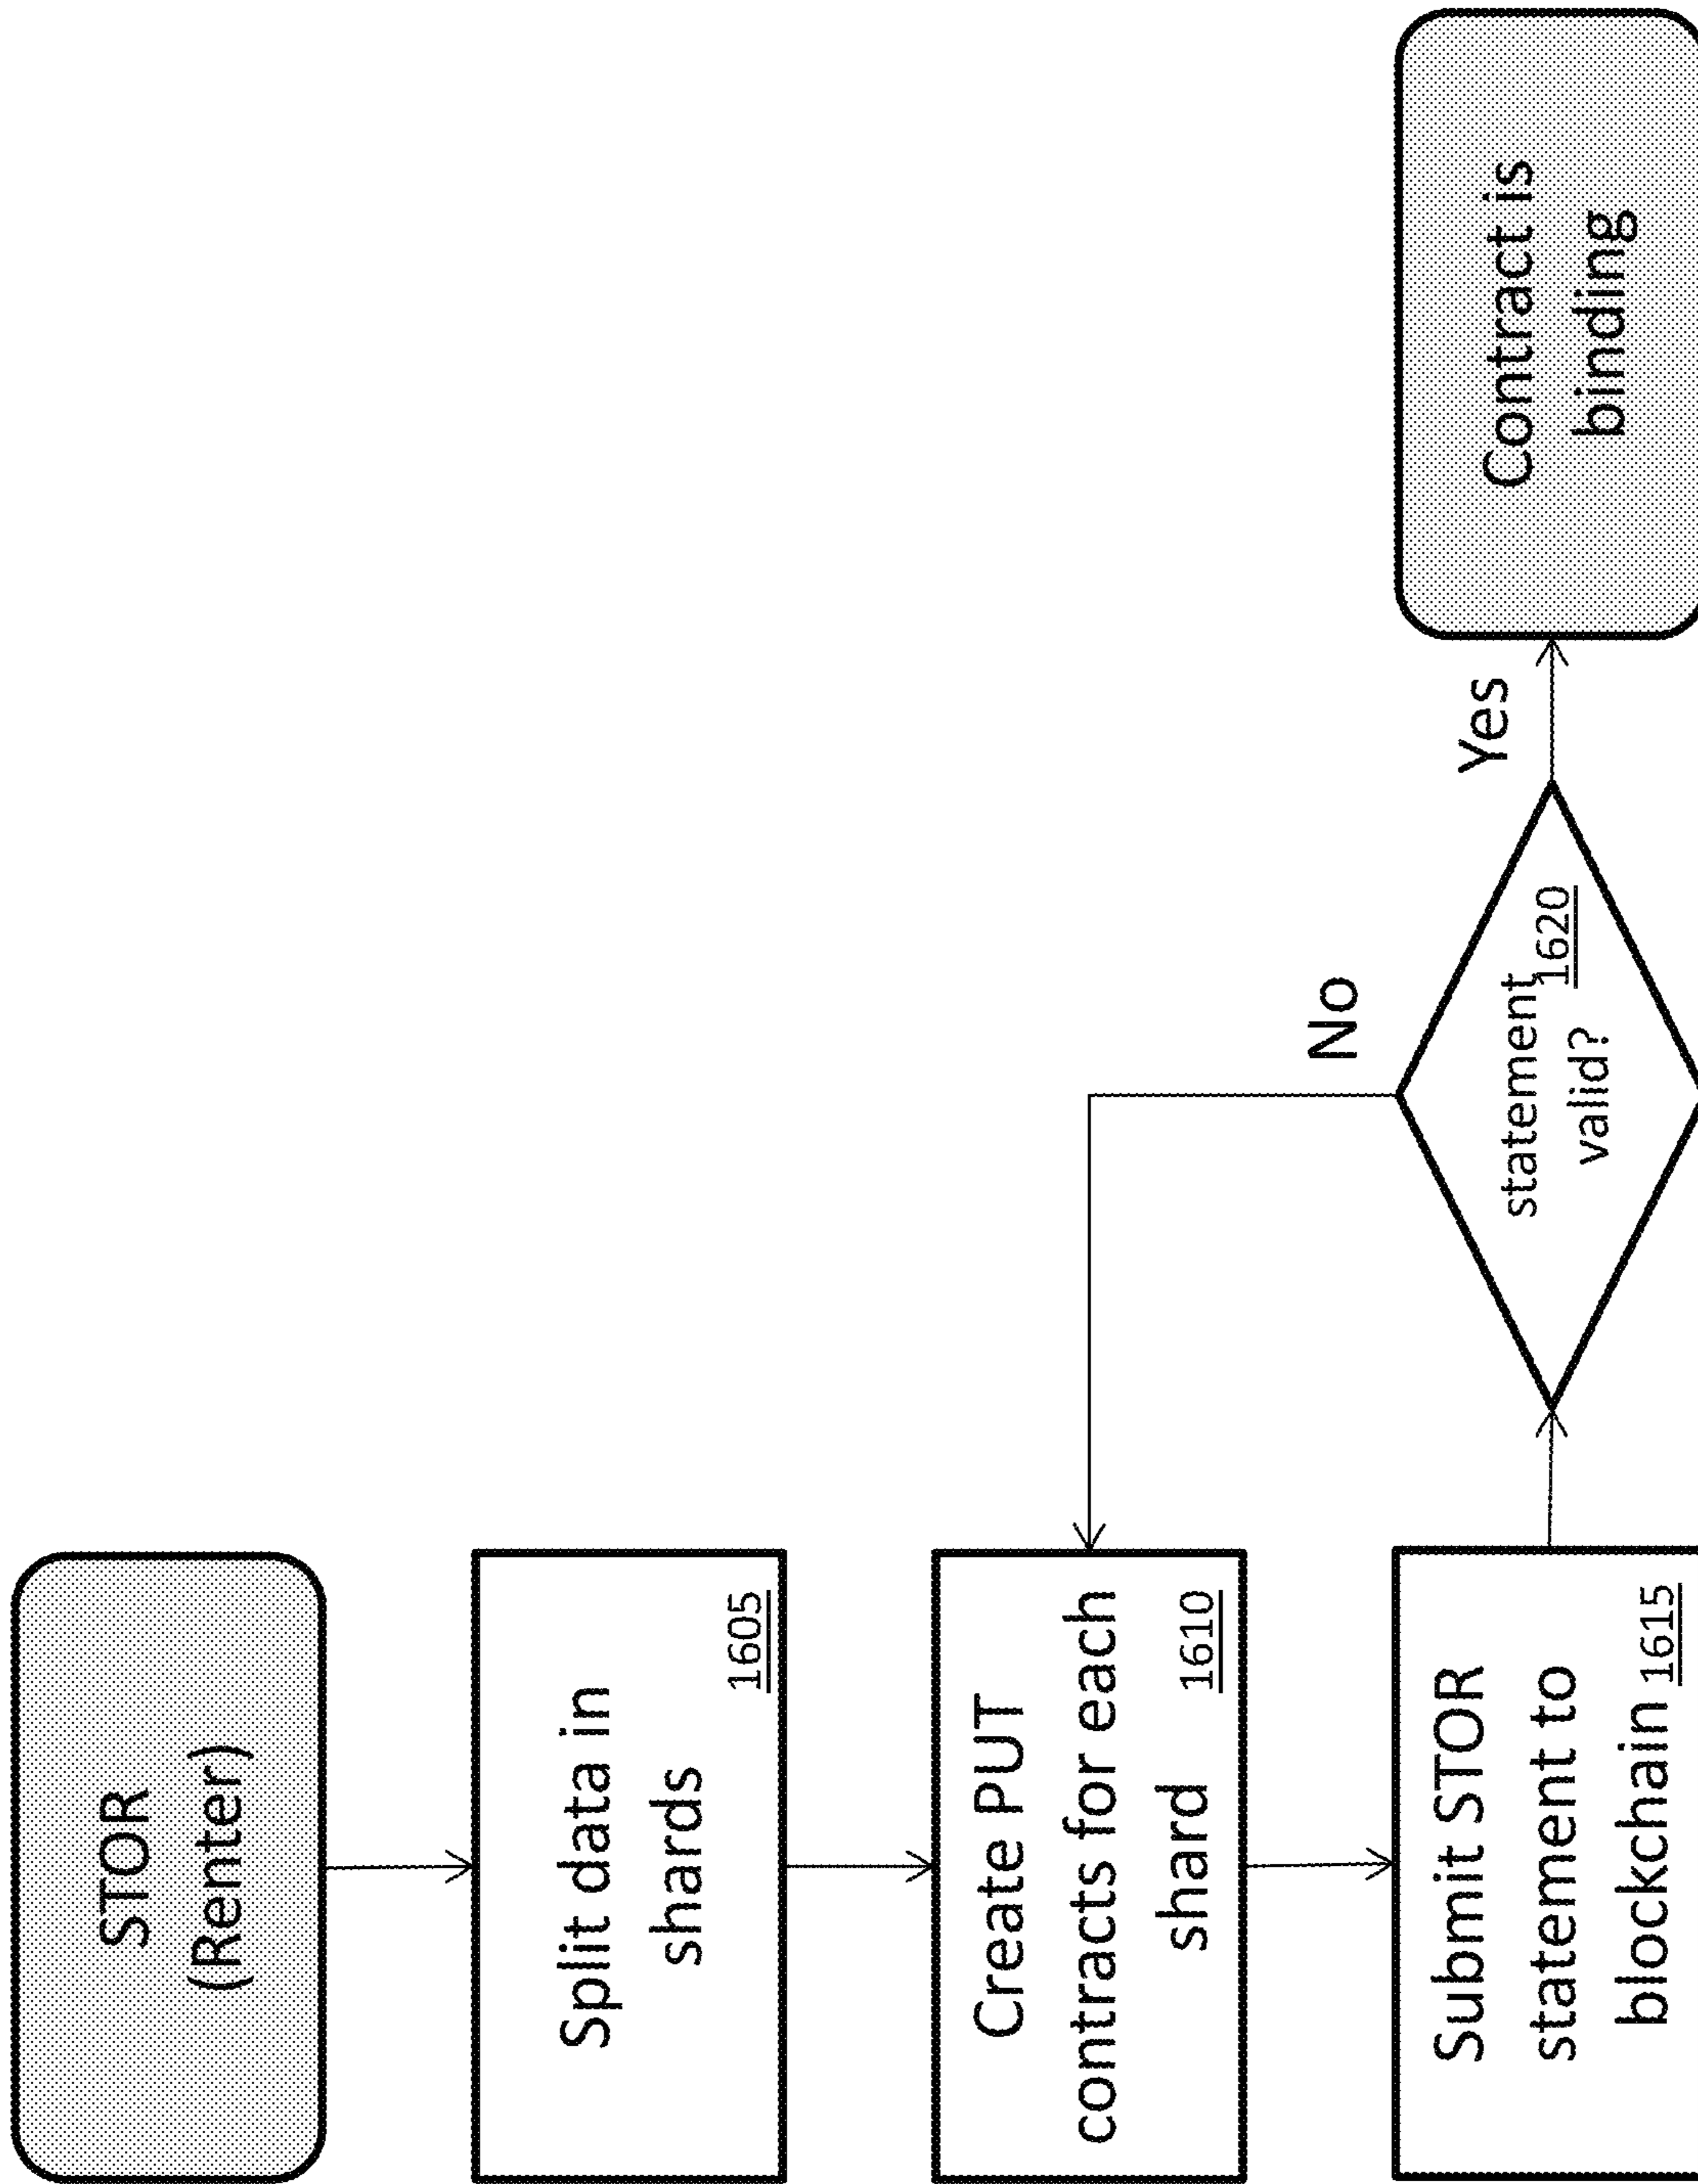 STOR
(Renter)
Split data in
shards
1605
Create PUT
contracts for each
shard 1610
Submit STOR
statement to
blockchain 1615
statement
1620
valid?
No
Yes
Contract is
binding